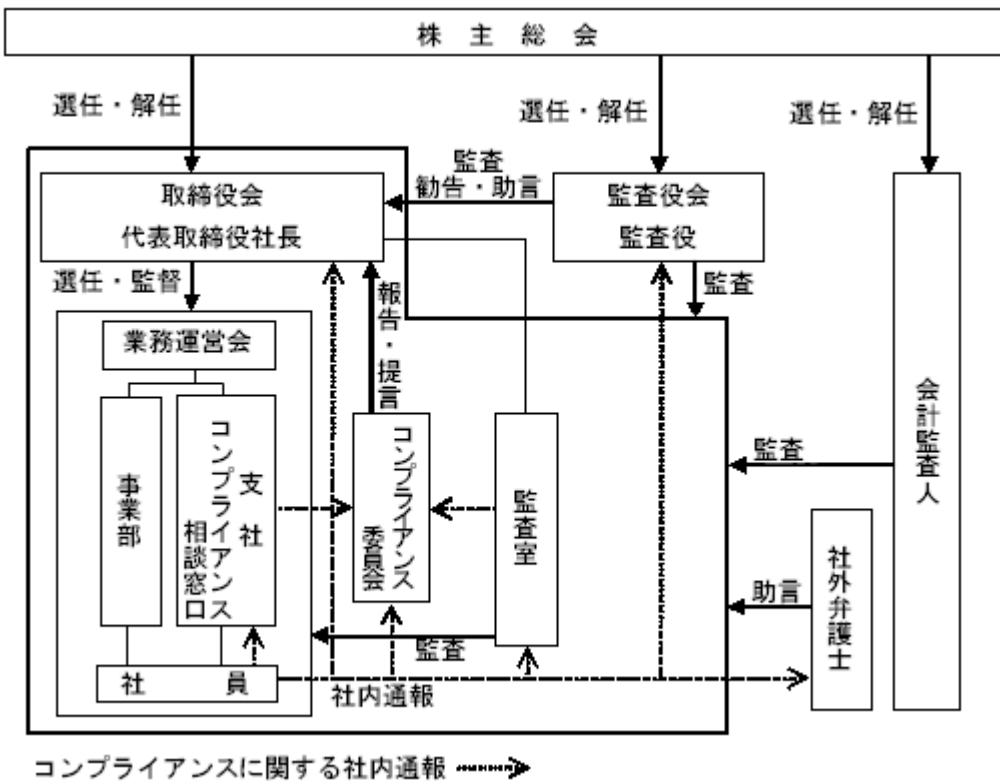 株主総会
選任・解任
選任・解任
選任・解任
監査
勧告・助言
取締役会
代表取締役社長
監査役会
監査役
選任・監督
監査
報告・提言
業務運営会
事業部
支社
コンプライアンス
相談窓口
コンプライアンス
委員会
監査室
監査
会計監査人
助言
社外弁護士
監査
社員
社内通報
コンプライアンスに関する社内通報